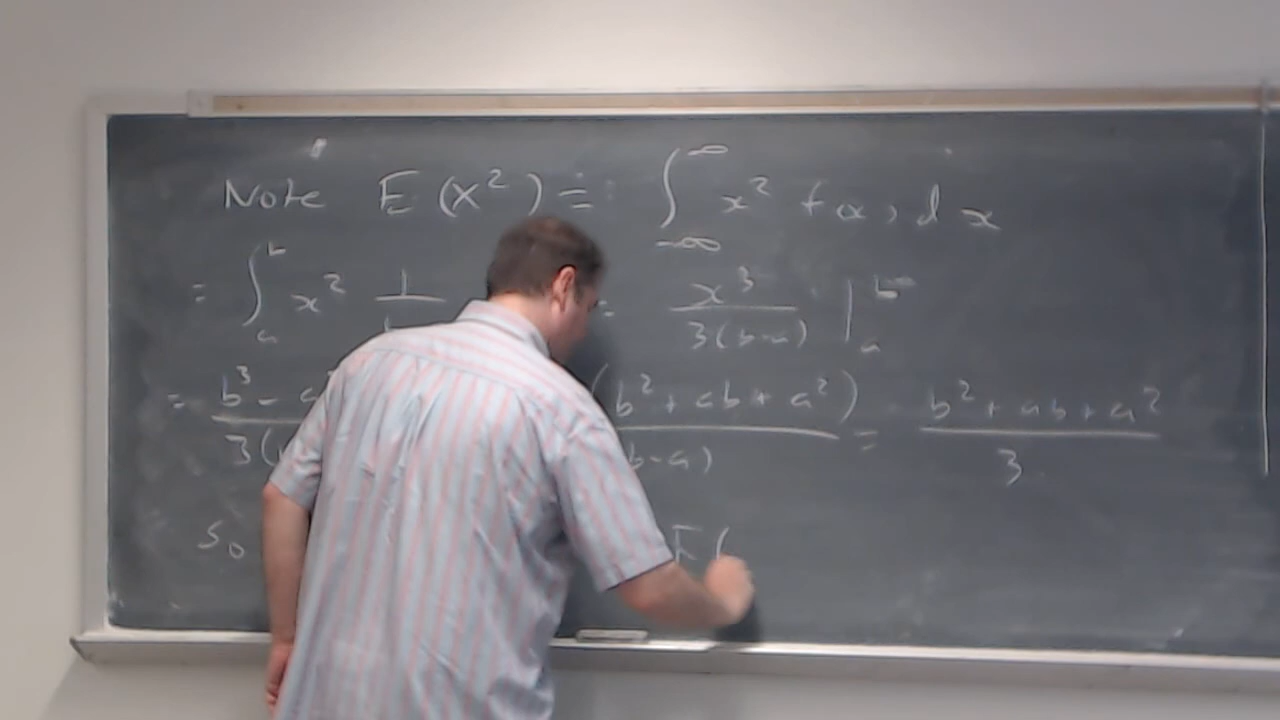 Note E(X²) = ∫_{-∞}^{∞} x² f(x) dx
= ∫_a^b x² 1 = x³/3(b-a) |_a^b
= b³ - a /3( (b² + ab + a²)/b-a) = b² + ab + a²/3
So E(